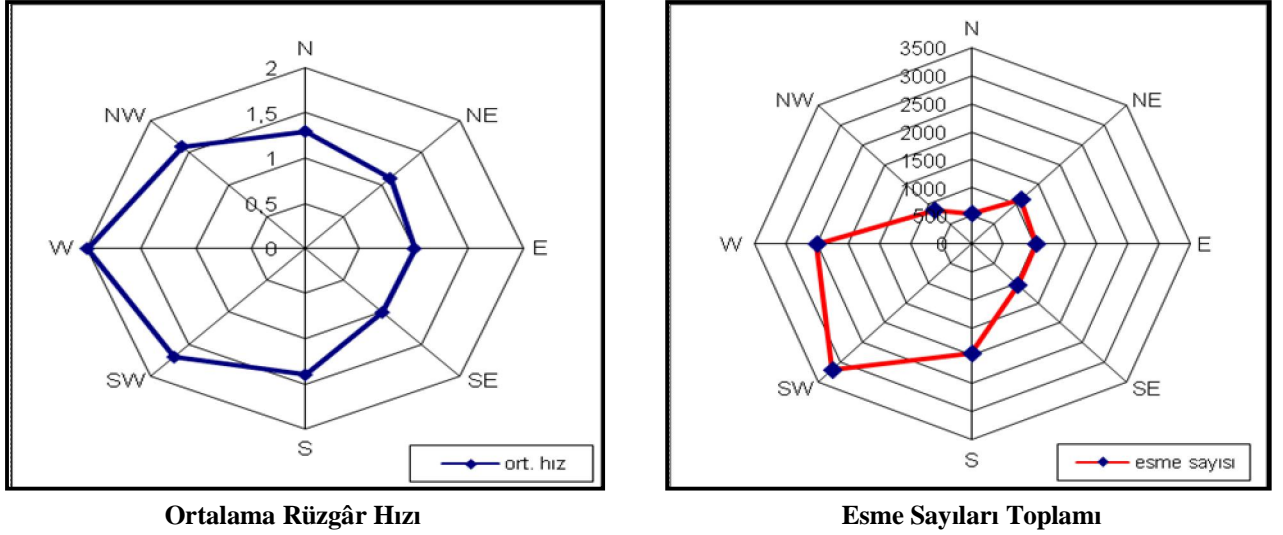 N
2
1,5
1
0,5
0
NW
NE
W
E
SW
SE
S
ort. hız
Ortalama Rüzgâr Hızı
N
3500
3000
2500
2000
1500
1000
500
0
NW
NE
W
E
SW
SE
S
esme sayısı
Esme Sayıları Toplamı